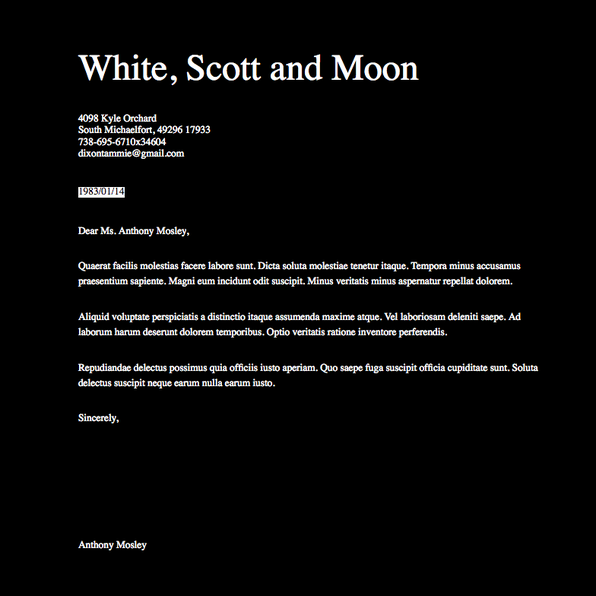 White, Scott and Moon
4098 Kyle Orchard
South Michaelfort, 49296 17933
738-695-6710x34604
dixontammie@gmail.com
1983/01/14
Dear Ms. Anthony Mosley,
Quaerat facilis molestias facere labore sunt. Dicta soluta molestiae tenetur itaque. Tempora minus accusamus
praesentium sapiente. Magni eum incidunt odit suscipit. Minus veritatis minus aspernatur repellat dolorem.
Aliquid voluptate perspiciatis a distinctio itaque assumenda maxime atque. Vel laboriosam deleniti saepe. Ad
laborum harum deserunt dolorem temporibus. Optio veritatis ratione inventore perferendis.
Repudiandae delectus possimus quia officiis iusto aperiam. Quo saepe fuga suscipit officia cupiditate sunt. Soluta
delectus suscipit neque earum nulla earum iusto.
Sincerely,
Anthony Mosley